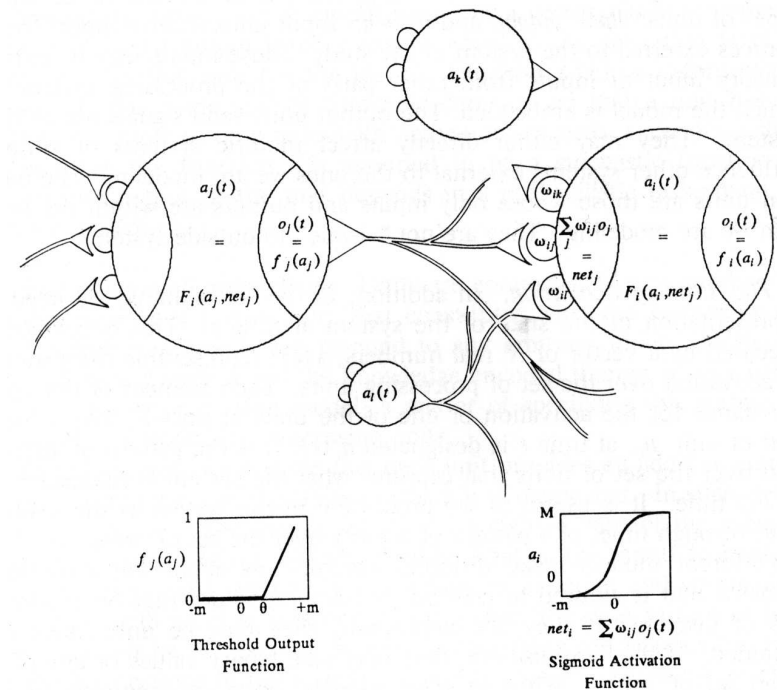 a_k(t)
a_j(t)
=
F_i(a_j, net_j)
o_j(t)
=
f_j(a_j)
ω_ik
ω_ij
ω_il
∑_j ω_ij o_j
=
net_j
a_i(t)
=
F_i(a_i, net_i)
o_i(t)
=
f_i(a_i)
a_l(t)
1
f_j(a_j)
0
-m 0 θ +m
Threshold Output
Function
M
a_i
0
-m 0 +m
net_i = ∑ ω_ij o_j(t)
Sigmoid Activation
Function